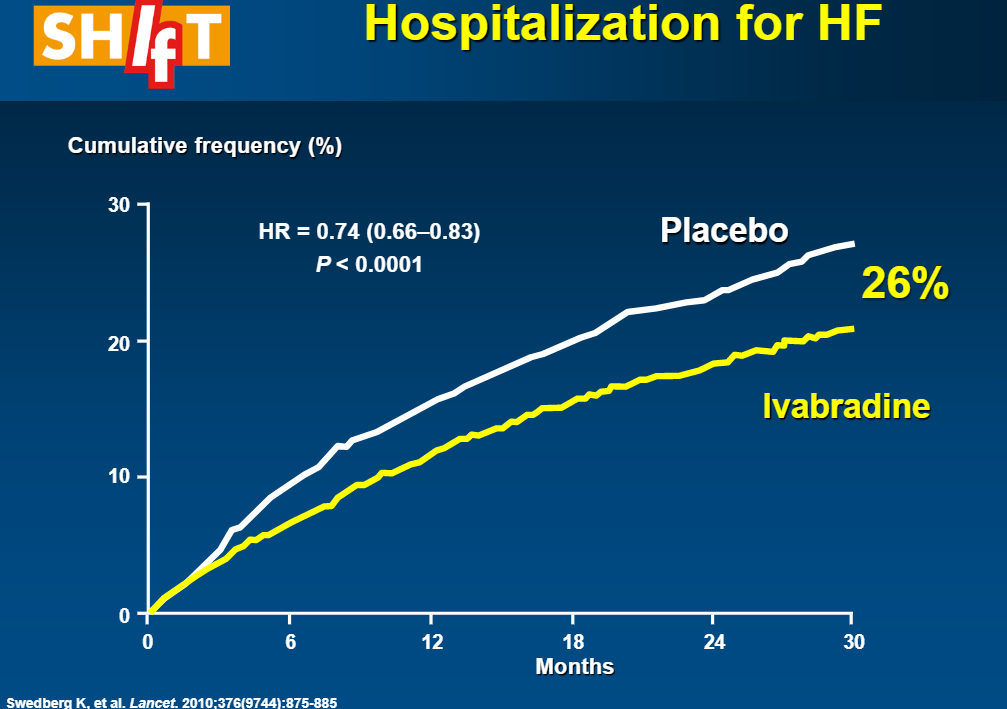 SHIfT
Hospitalization for HF
Cumulative frequency (%)
30
20
10
0
HR = 0.74 (0.66–0.83)
P < 0.0001
Placebo
26%
Ivabradine
0 6 12 18 24 30
Months
Swedberg K, et al. Lancet. 2010;376(9744):875-885